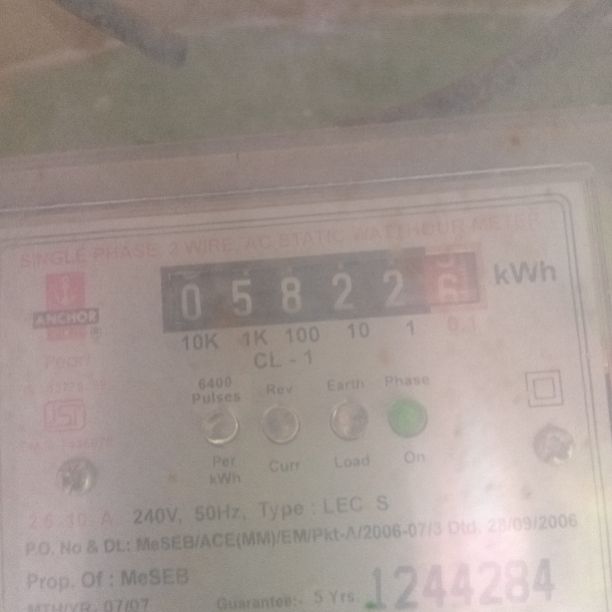 SINGLE PHASE 2 WIRE, AC STATIC WATTHOUR METER
0 5 8 2 2 6 kWh
10K 1K 100 10 1 0.1
CL - 1
ANCHOR
6400 Pulses Rev Earth Phase
Per kWh Curr Load On
240V, 50Hz, Type : LEC S
P.O. No & DL: MeSEB/ACE(MM)/EM/Pkt-A/2006-07/3 Dtd. 28/09/2006
Prop. Of : MeSEB
MTH/YR. 07/07 Guarantee:- 5 Yrs 1244284